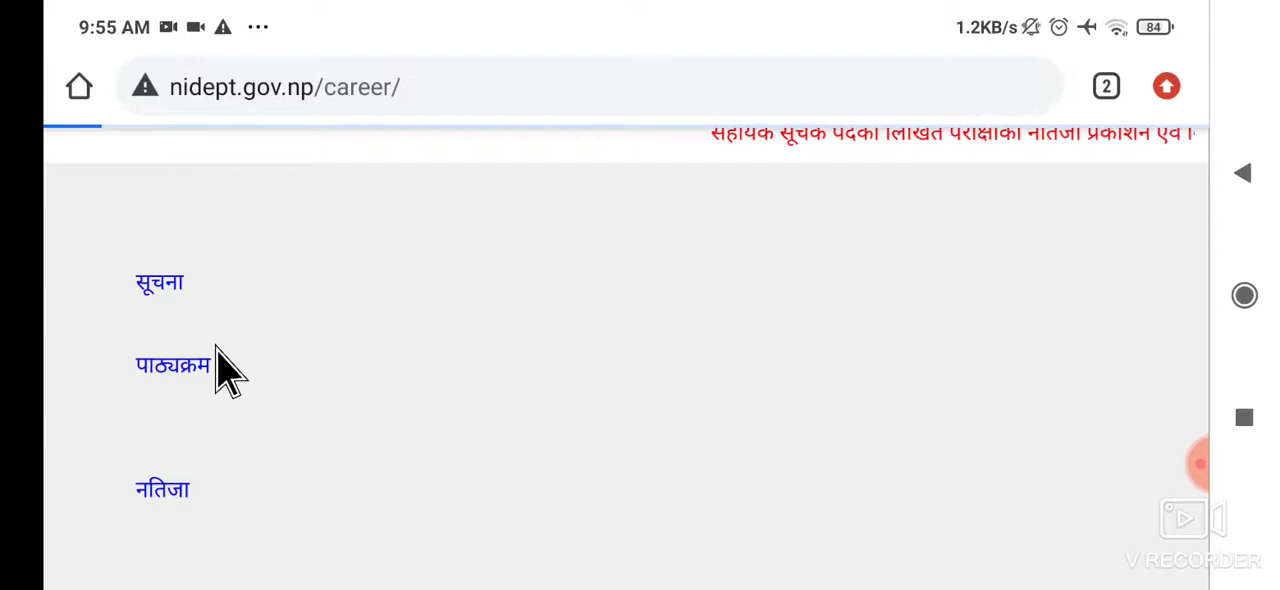 9:55 AM ... 1.2KB/s 84
nidept.gov.np/career/ 2
सहायक सूचक पदको लिखित परीक्षाको नतिजा प्रकाशन एवं
सूचना
पाठ्यक्रम
नतिजा
V RECORDER